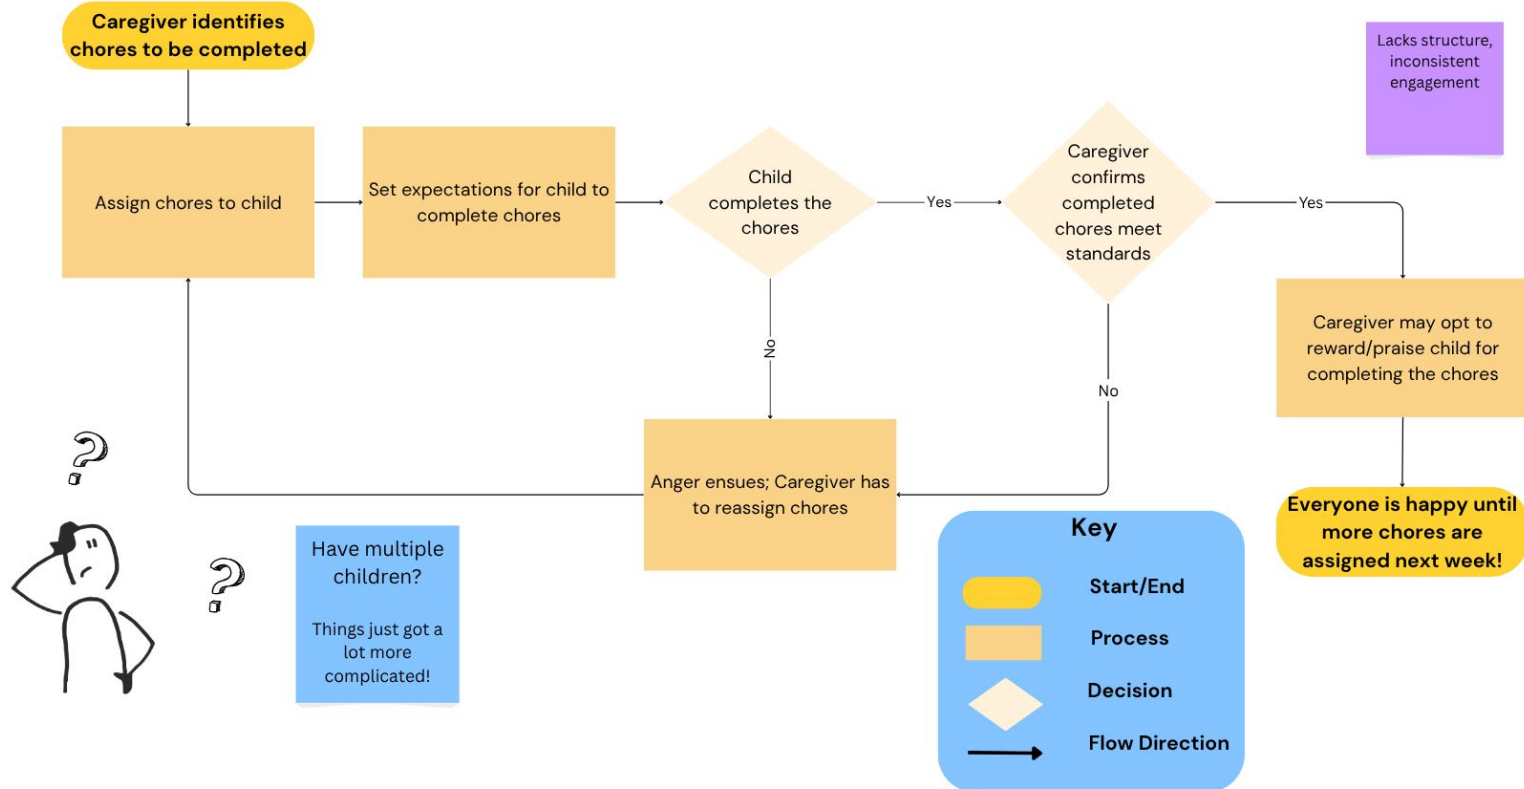 Caregiver identifies
chores to be completed
Lacks structure,
inconsistent
engagement
Assign chores to child
Set expectations for child to
complete chores
Child
completes the
chores
Yes
Caregiver
confirms
completed
chores meet
standards
Yes
No
No
Caregiver may opt to
reward/praise child for
completing the chores
Anger ensues; Caregiver has
to reassign chores
Everyone is happy until
more chores are
assigned next week!
?
?
Have multiple
children?
Things just got a
lot more
complicated!
Key
Start/End
Process
Decision
Flow Direction